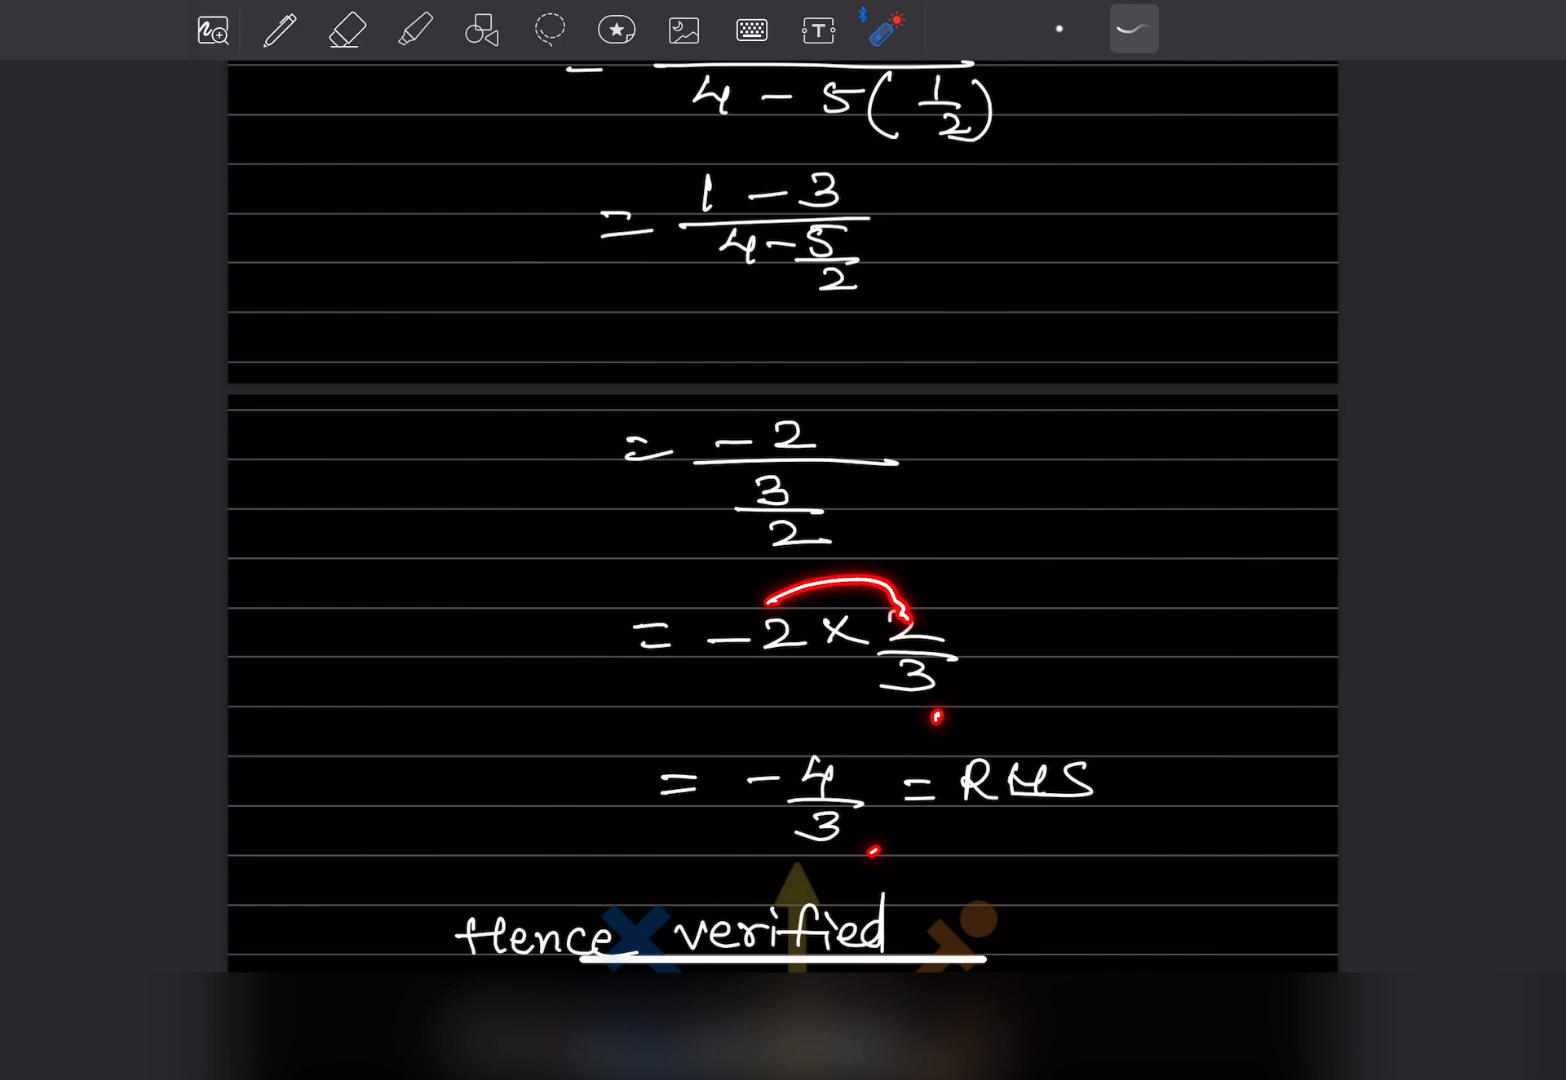 = 4 - 5(1/2)
= 1 - 3
4 - 5/2
= -2
3/2
= -2 × 2/3
= -4/3 = RHS
Hence verified
T